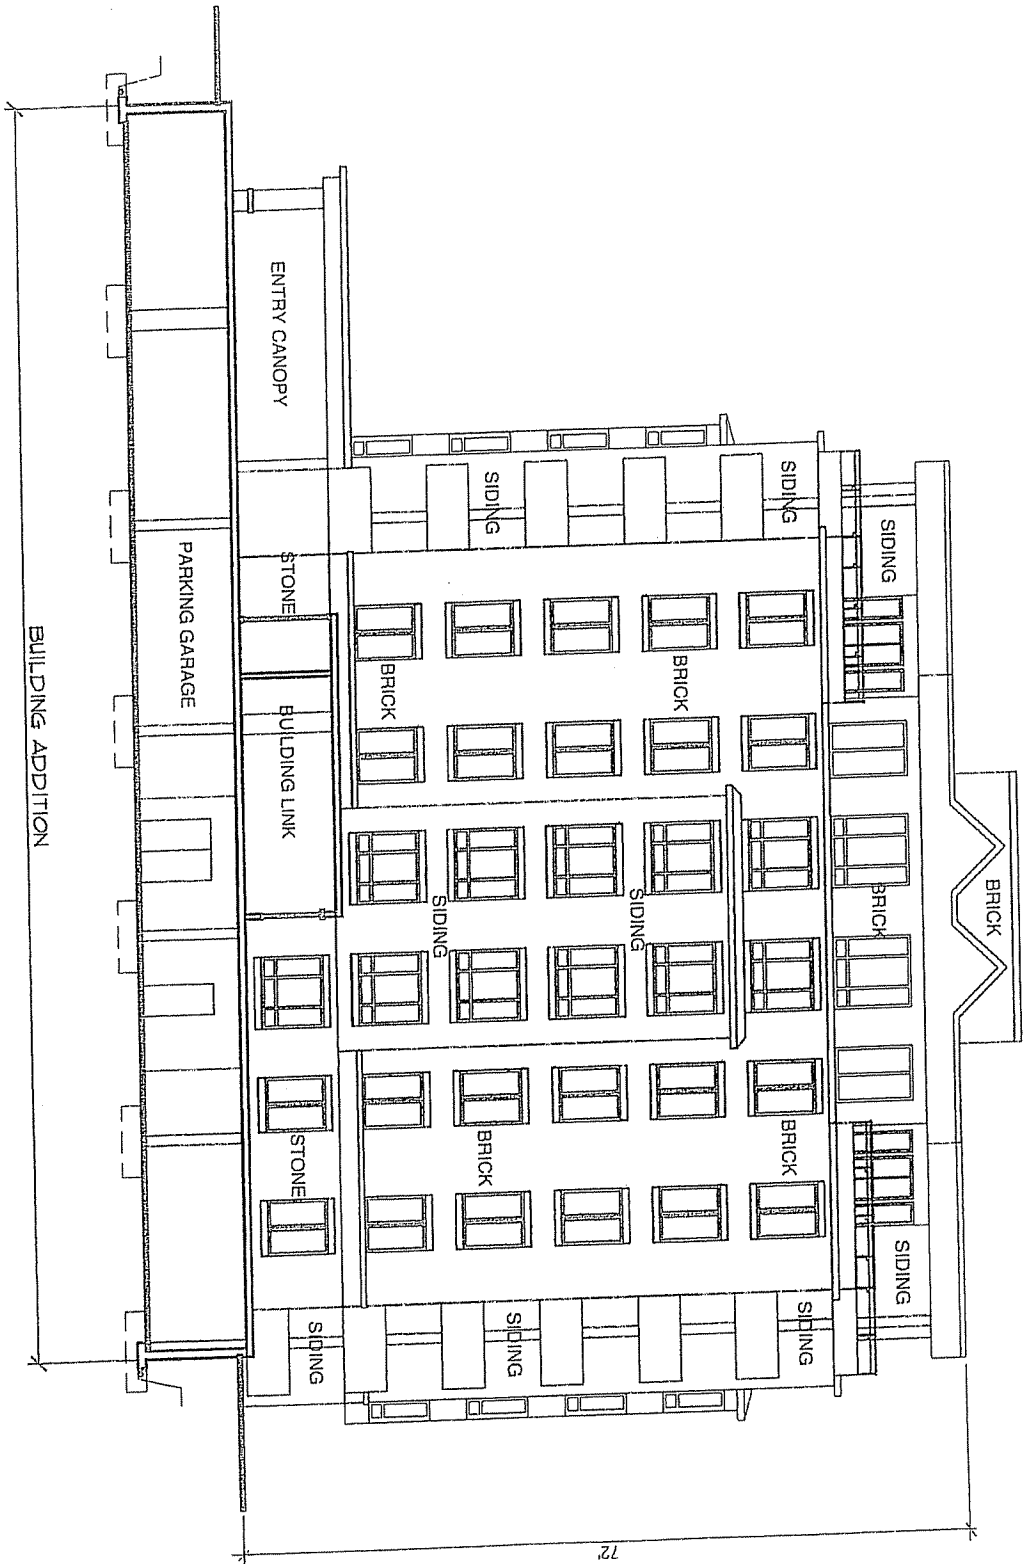 BRICK
SIDING
BRICK
SIDING
SIDING
BRICK
SIDING
BRICK
SIDING
72'
SIDING
BRICK
SIDING
SIDING
BRICK
ENTRY CANOPY
STONE
BUILDING LINK
STONE
SIDING
PARKING GARAGE
BUILDING ADDITION